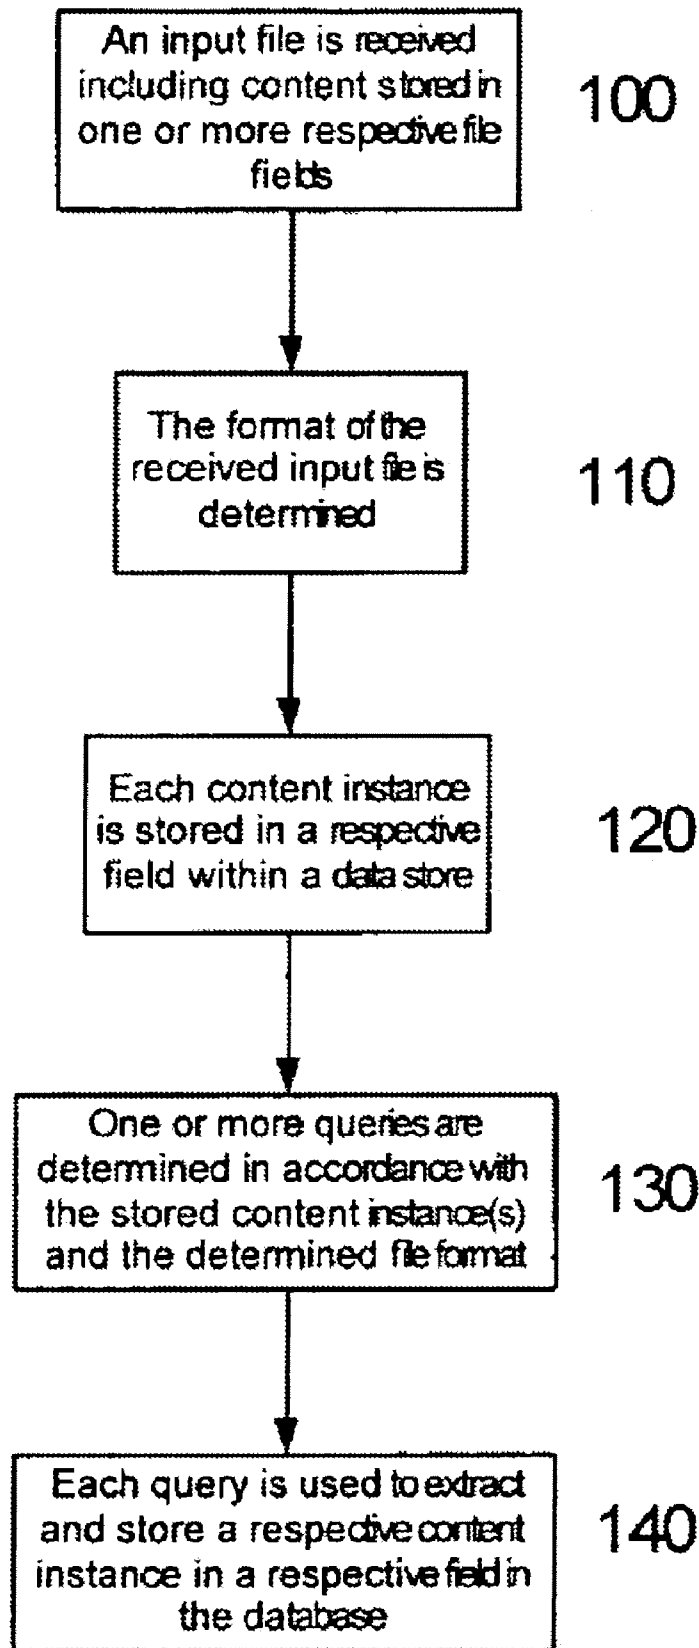 An input file is received
including content stored in
one or more respective file
fields
100
The format of the
received input file is
determined
110
Each content instance
is stored in a respective
field within a data store
120
One or more queries are
determined in accordance with
the stored content instance(s)
and the determined file format
130
Each query is used to extract
and store a respective content
instance in a respective field in
the database
140